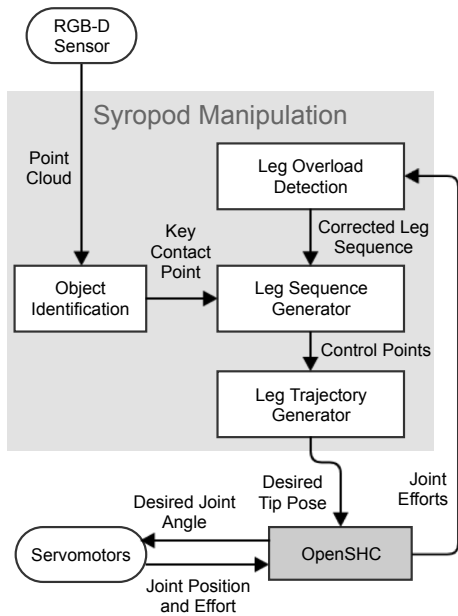 RGB-D
Sensor
Syropod Manipulation
Point
Cloud
Leg Overload
Detection
Corrected Leg
Sequence
Key
Contact
Point
Object
Identification
Leg Sequence
Generator
Control Points
Leg Trajectory
Generator
Desired
Tip Pose
Joint
Efforts
Desired Joint
Angle
Servomotors
OpenSHC
Joint Position
and Effort